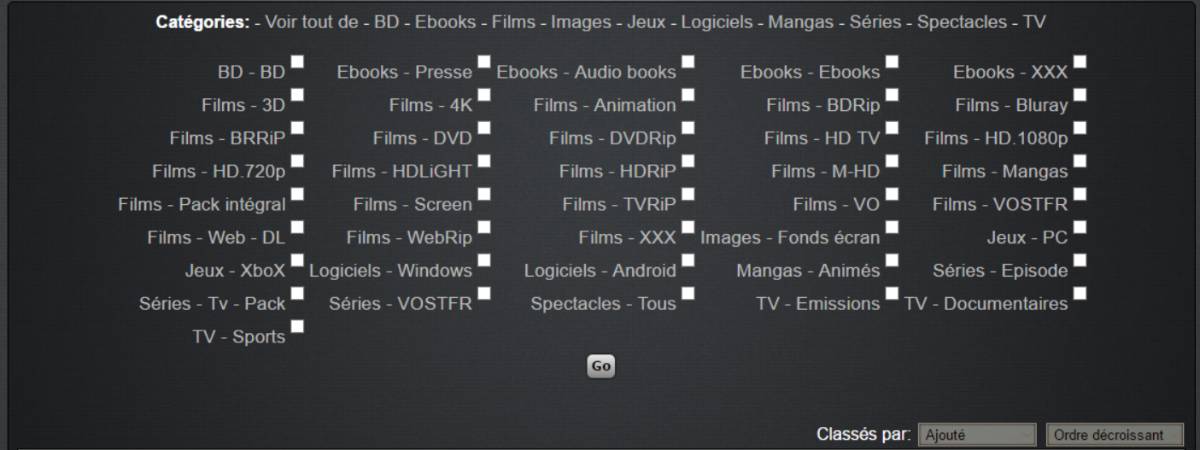 Catégories: - Voir tout de - BD - Ebooks - Films - Images - Jeux - Logiciels - Mangas - Séries - Spectacles - TV
BD - BD Ebooks - Presse Ebooks - Audio books Ebooks - Ebooks Ebooks - XXX
Films - 3D Films - 4K Films - Animation Films - BDRip Films - Bluray
Films - BRRiP Films - DVD Films - DVDRip Films - HD TV Films - HD.1080p
Films - HD.720p Films - HDLiGHT Films - HDRiP Films - M-HD Films - Mangas
Films - Pack intégral Films - Screen Films - TVRiP Films - VO Films - VOSTFR
Films - Web - DL Films - WebRip Films - XXX Images - Fonds écran Jeux - PC
Jeux - XboX Logiciels - Windows Logiciels - Android Mangas - Animés Séries - Episode
Séries - Tv - Pack Séries - VOSTFR Spectacles - Tous TV - Emissions TV - Documentaires
TV - Sports
Go
Classés par: Ajouté Ordre décroissant